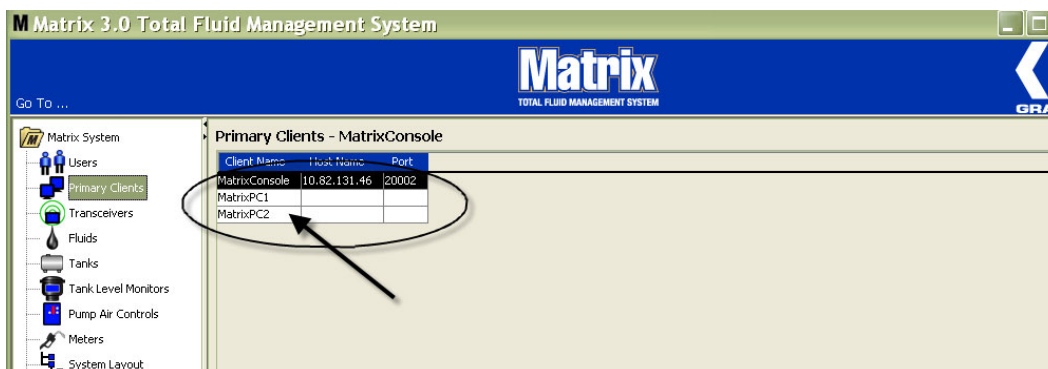 M Matrix 3.0 Total Fluid Management System
Matrix
TOTAL FLUID MANAGEMENT SYSTEM
Go To ...
GRA
Matrix System
Users
Primary Clients
Transceivers
Fluids
Tanks
Tank Level Monitors
Pump Air Controls
Meters
System Layout
Primary Clients - MatrixConsole
Client Name Host Name Port
MatrixConsole 10.82.131.46 20002
MatrixPC1
MatrixPC2